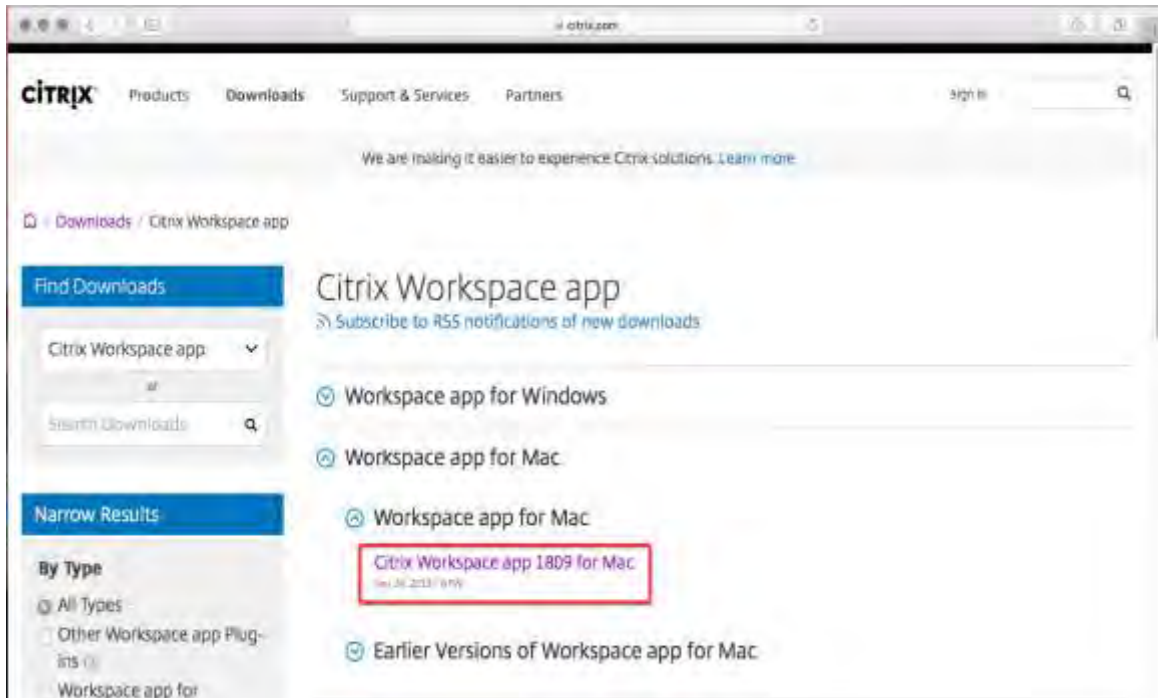 citrix.com
CİTRIX Products Downloads Support & Services Partners Sign In
We are making it easier to experience Citrix solutions. Learn more
Downloads / Citrix Workspace app
Find Downloads
Citrix Workspace app
or
Search Downloads
Citrix Workspace app
Subscribe to RSS notifications of new downloads
Workspace app for Windows
Workspace app for Mac
Narrow Results
By Type
All Types
Other Workspace app Plug-
ins
Workspace app for
Workspace app for Mac
Citrix Workspace app 1809 for Mac
Earlier Versions of Workspace app for Mac